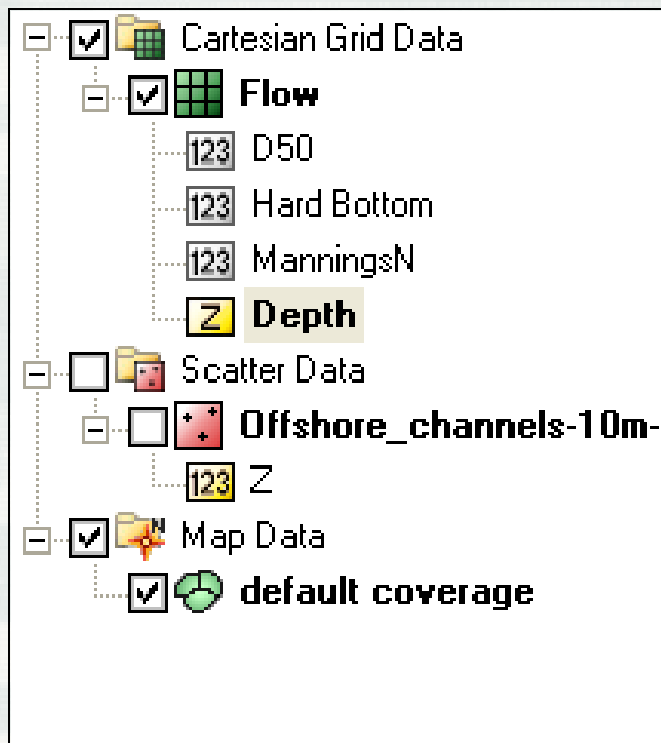 Cartesian Grid Data
Flow
123 D50
123 Hard Bottom
123 ManningsN
Z Depth
Scatter Data
Offshore_channels-10m-
123 Z
N Map Data
default coverage